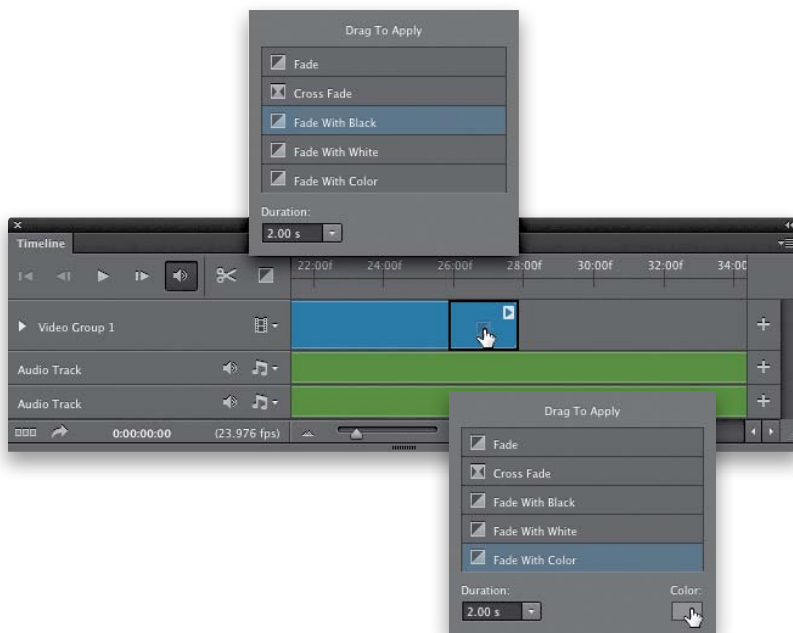 Drag To Apply
Fade
Cross Fade
Fade With Black
Fade With White
Fade With Color
Duration:
2.00 s
Timeline
22:00f 24:00f 26:00f 28:00f 30:00f 32:00f 34:00
Video Group 1
Audio Track
Audio Track
0:00:00:00 (23.976 fps)
Drag To Apply
Fade
Cross Fade
Fade With Black
Fade With White
Fade With Color
Duration: Color:
2.00 s